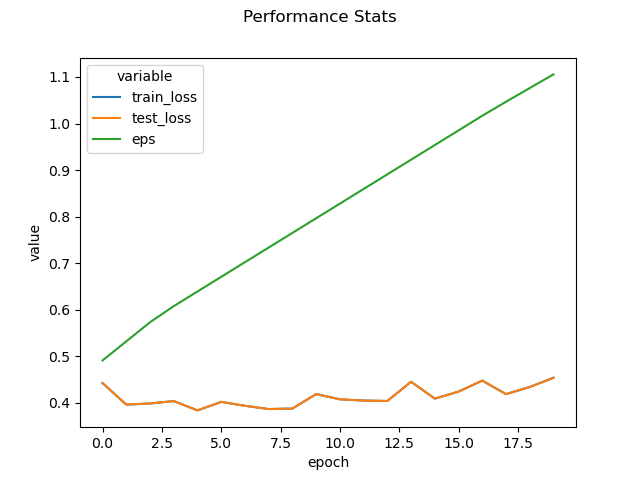 Performance Stats
variable
train_loss
test_loss
eps
value
1.1
1.0
0.9
0.8
0.7
0.6
0.5
0.4
0.0 2.5 5.0 7.5 10.0 12.5 15.0 17.5
epoch